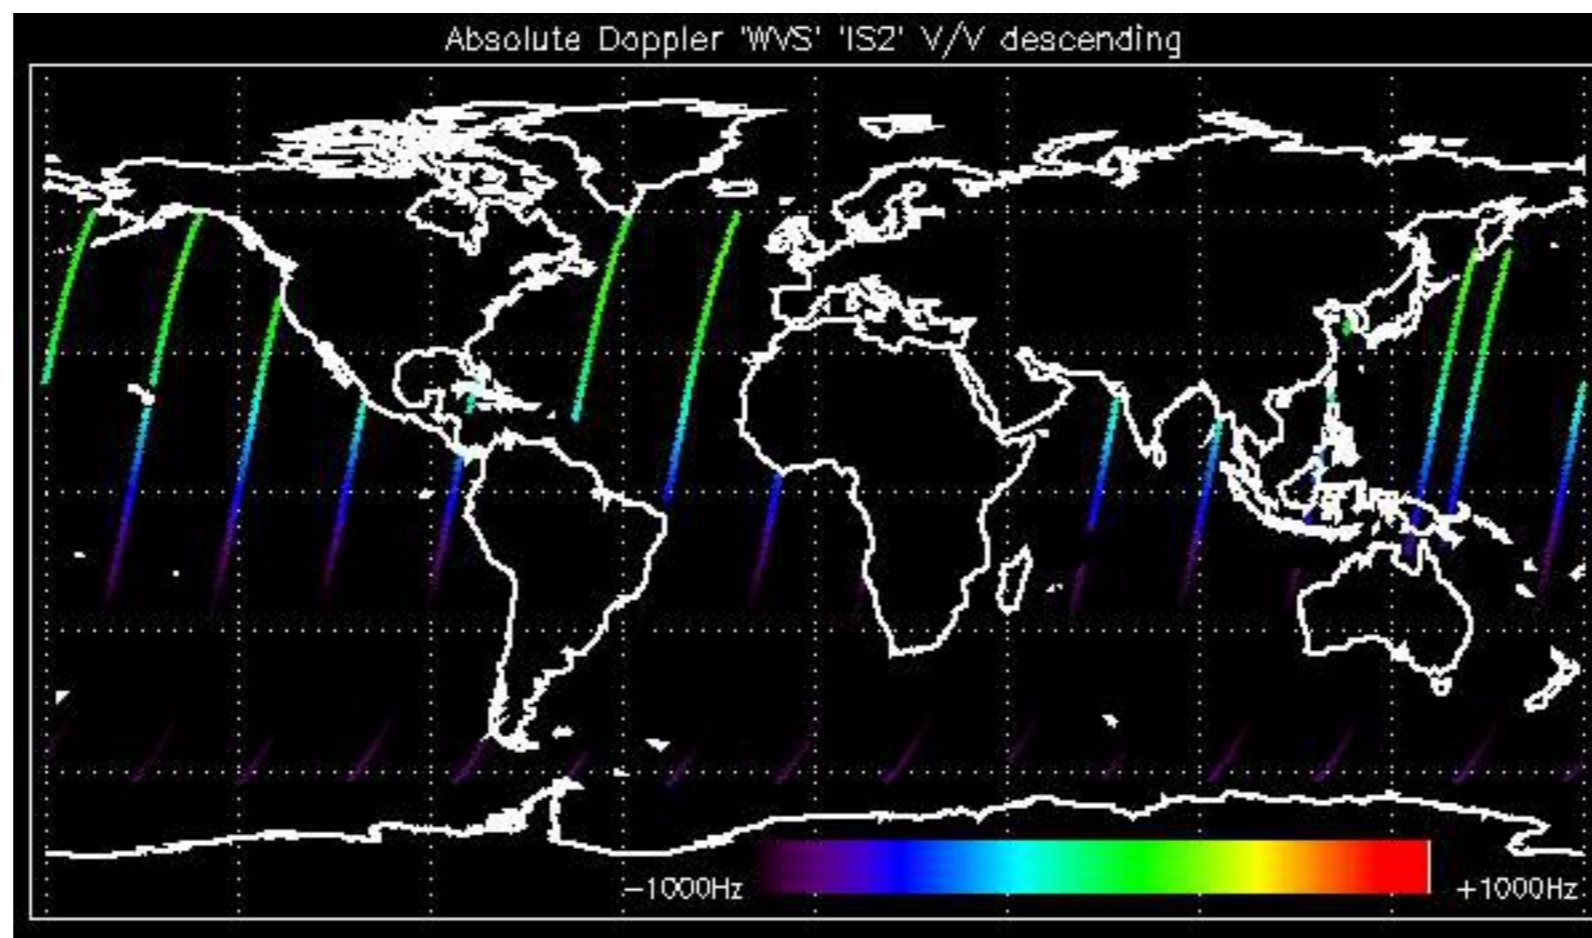 Absolute Doppler 'WVS' 'IS2' V/V descending
−1000Hz
+1000Hz